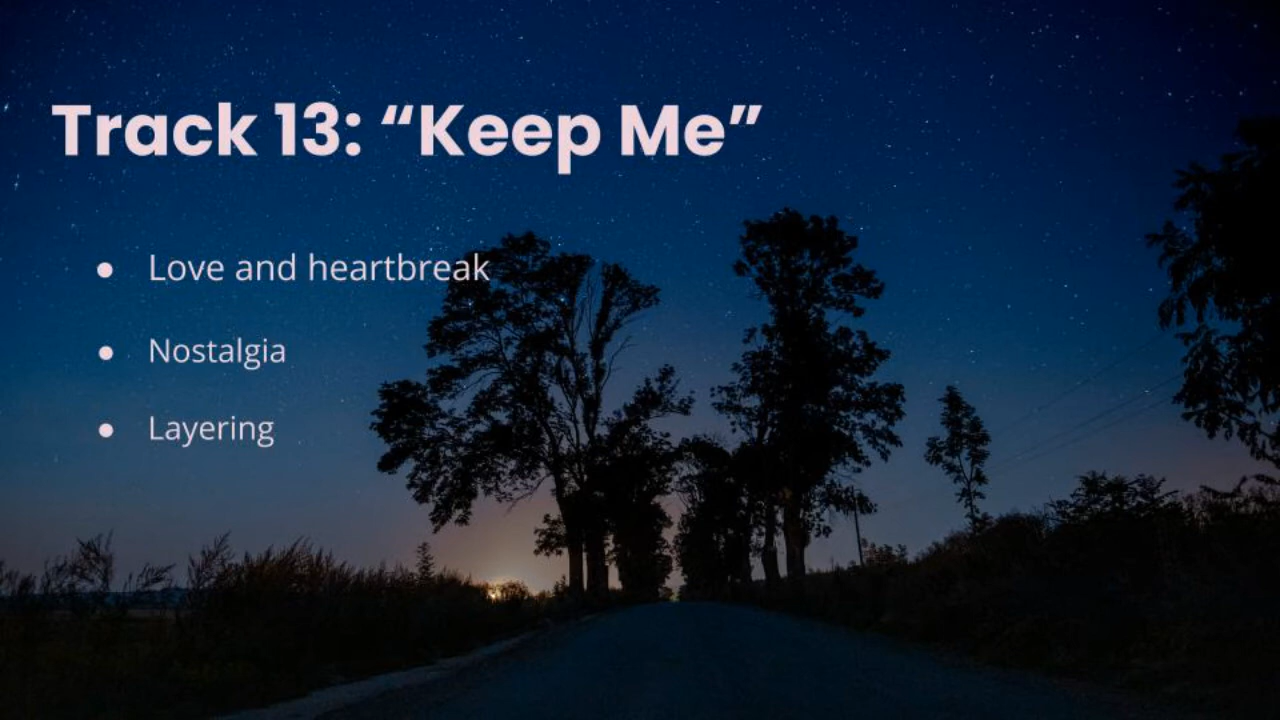 Track 13: “Keep Me”
● Love and heartbreak
● Nostalgia
● Layering